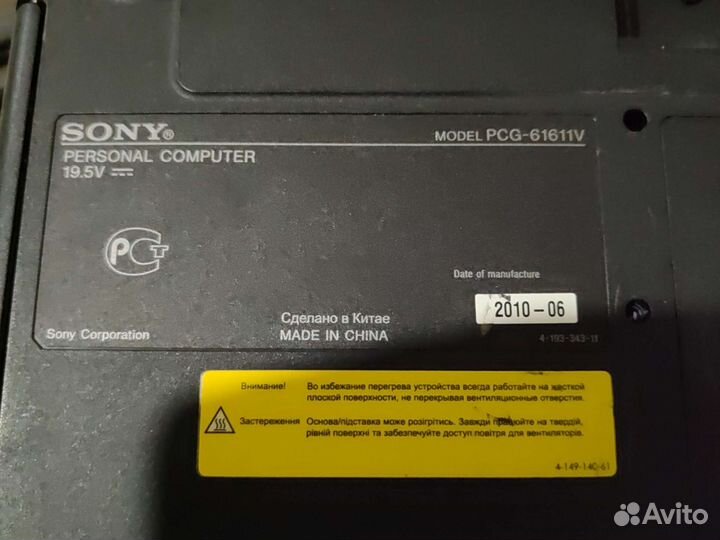 SONY®
MODEL PCG-61611V
PERSONAL COMPUTER
19.5V
PCT
Date of manufacture
2010-06
Сделано в Китае
Sony Corporation
MADE IN CHINA
4-193-343-11
Внимание! Во избежание перегрева устройства всегда работайте на жесткой
плоской поверхности, не перекрывая вентиляционные отверстия.
Застереження Основа/підставка може розігрітись. Завжди працюйте на твердій,
рівній поверхні та забезпечуйте доступ повітря для вентиляторів.
4-149-140-61
Avito